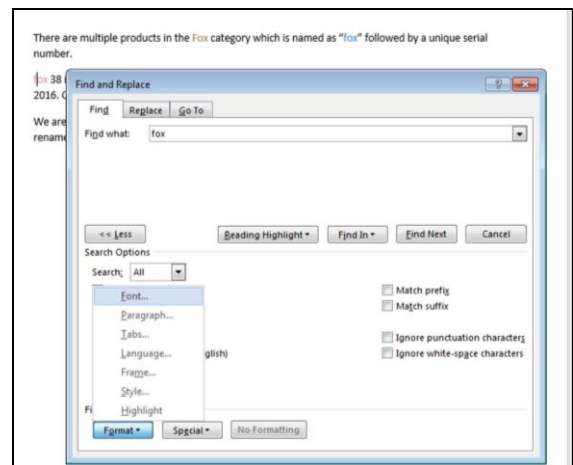 There are multiple products in the Fox category which is named as “fox” followed by a unique serial
number.
fox 38
2016.
We are
rename
Find and Replace
Find Replace Go To
Find what: fox
<< Less Reading Highlight Find In Find Next Cancel
Search Options
Search: All
Font...
Paragraph...
Tabs...
Language...
Frame...
Style...
Highlight
glish)
Match prefix
Match suffix
Ignore punctuation characters
Ignore white-space characters
Fi
Format Special No Formatting